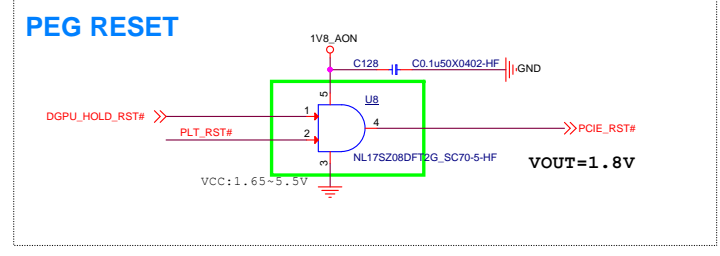 PEG RESET
1V8_AON
C128
C0.1u50X0402-HF
GND
5
U8
DGPU_HOLD_RST#
1
4
PCIE_RST#
PLT_RST#
2
3
NL17SZ08DFT2G_SC70-5-HF
VOUT=1.8V
VCC:1.65~5.5V